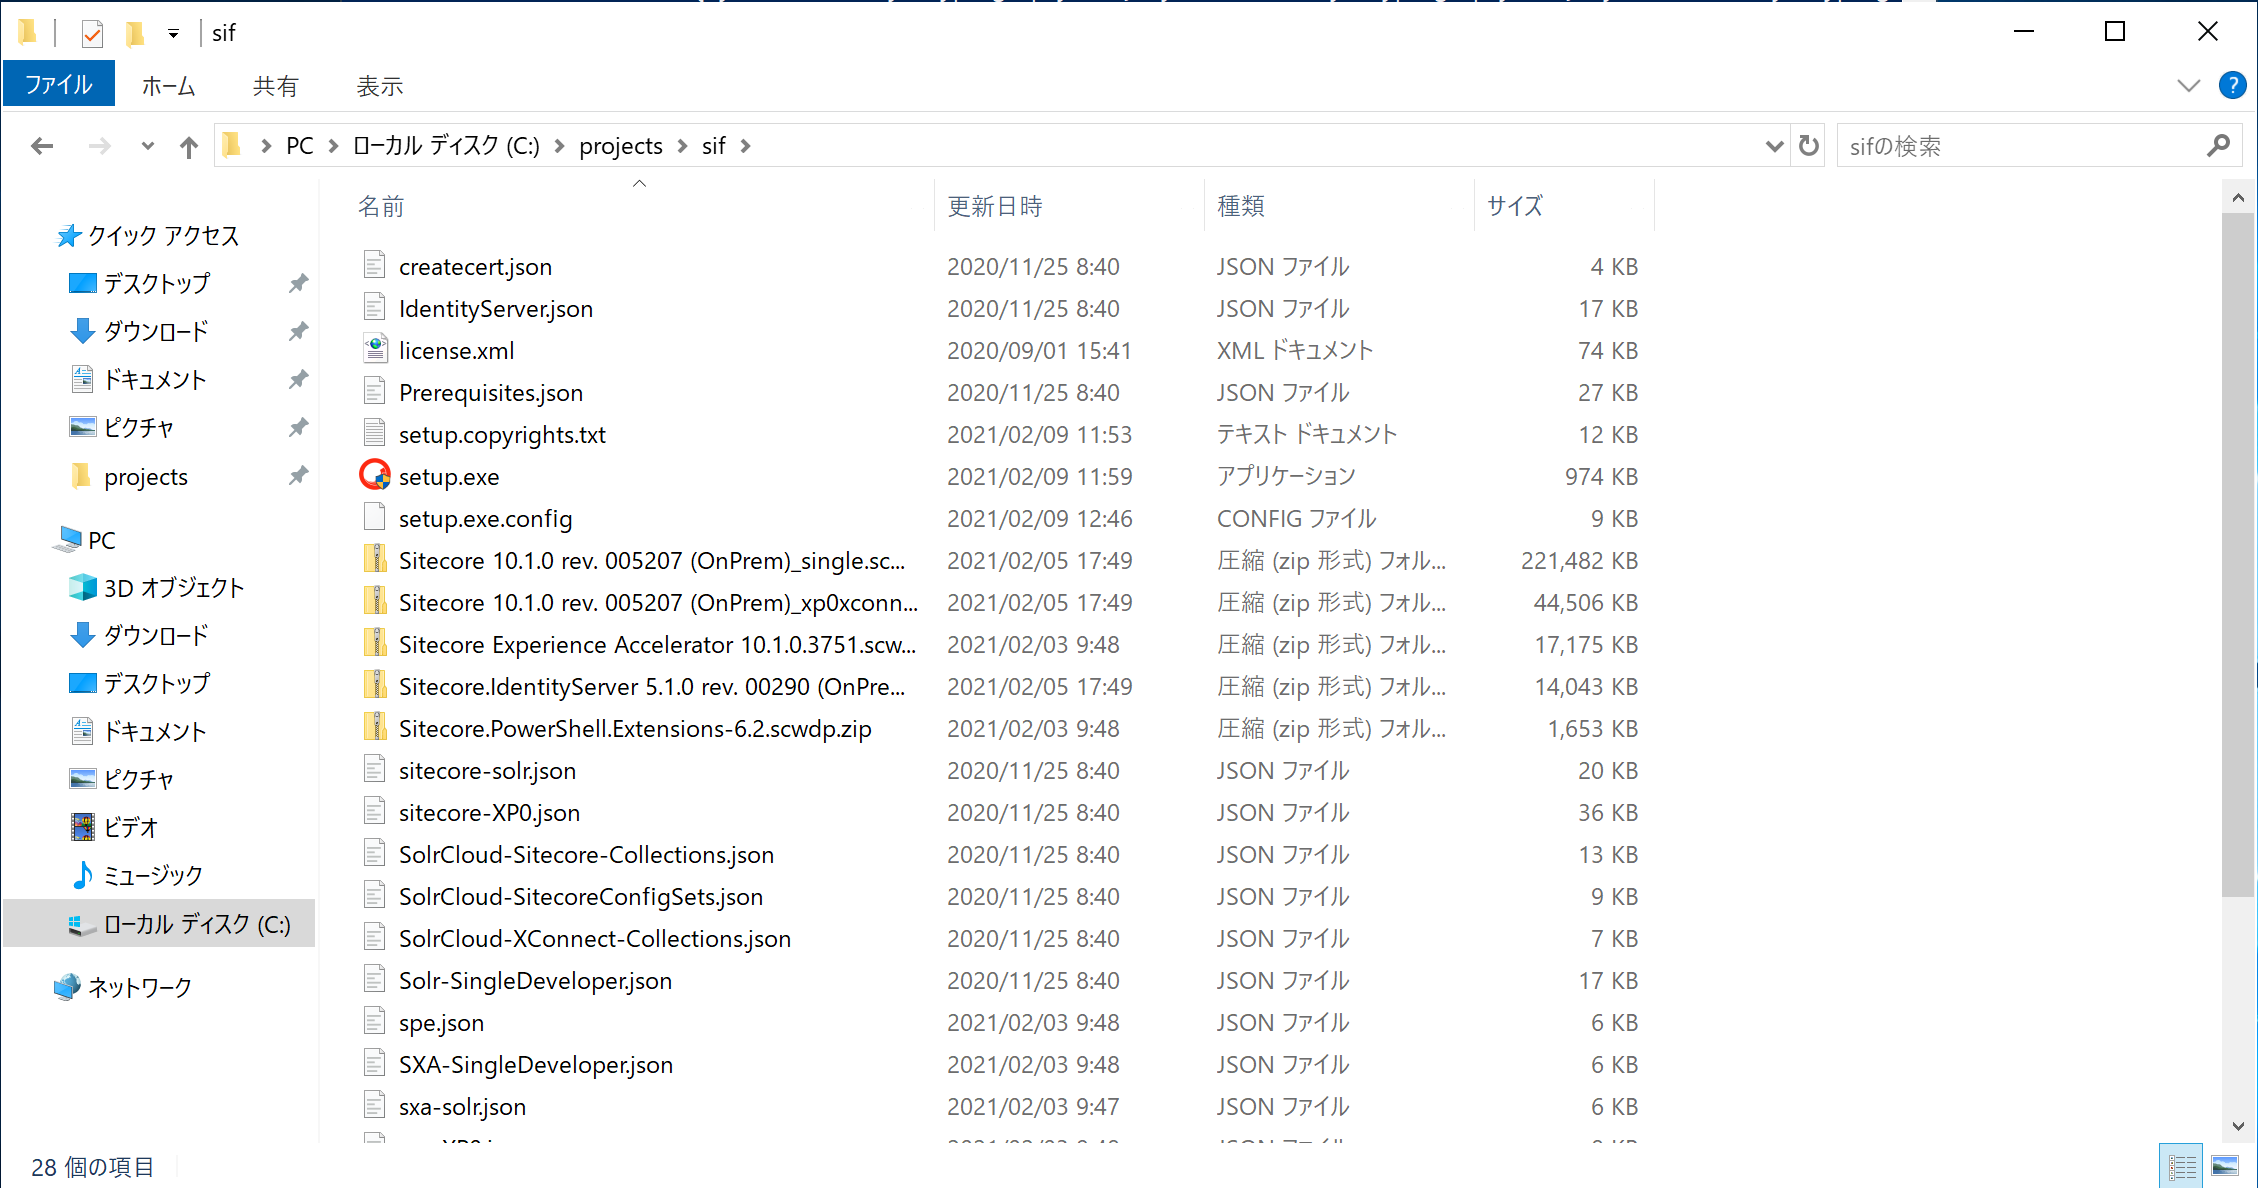 sif
ファイル ホーム 共有 表示
PC ローカル ディスク (C:) projects sif
sifの検索
名前 更新日時 種類 サイズ
クイック アクセス
デスクトップ
ダウンロード
ドキュメント
ピクチャ
projects
PC
3D オブジェクト
ダウンロード
デスクトップ
ドキュメント
ピクチャ
ビデオ
ミュージック
ローカル ディスク (C:)
ネットワーク
createcert.json 2020/11/25 8:40 JSON ファイル 4 KB
IdentityServer.json 2020/11/25 8:40 JSON ファイル 17 KB
license.xml 2020/09/01 15:41 XML ドキュメント 74 KB
Prerequisites.json 2020/11/25 8:40 JSON ファイル 27 KB
setup.copyrights.txt 2021/02/09 11:53 テキスト ドキュメント 12 KB
setup.exe 2021/02/09 11:59 アプリケーション 974 KB
setup.exe.config 2021/02/09 12:46 CONFIG ファイル 9 KB
Sitecore 10.1.0 rev. 005207 (OnPrem)_single.sc... 2021/02/05 17:49 圧縮 (zip 形式) フォル... 221,482 KB
Sitecore 10.1.0 rev. 005207 (OnPrem)_xp0xconn... 2021/02/05 17:49 圧縮 (zip 形式) フォル... 44,506 KB
Sitecore Experience Accelerator 10.1.0.3751.scw... 2021/02/03 9:48 圧縮 (zip 形式) フォル... 17,175 KB
Sitecore.IdentityServer 5.1.0 rev. 00290 (OnPre... 2021/02/05 17:49 圧縮 (zip 形式) フォル... 14,043 KB
Sitecore.PowerShell.Extensions-6.2.scwdp.zip 2021/02/03 9:48 圧縮 (zip 形式) フォル... 1,653 KB
sitecore-solr.json 2020/11/25 8:40 JSON ファイル 20 KB
sitecore-XP0.json 2020/11/25 8:40 JSON ファイル 36 KB
SolrCloud-Sitecore-Collections.json 2020/11/25 8:40 JSON ファイル 13 KB
SolrCloud-SitecoreConfigSets.json 2020/11/25 8:40 JSON ファイル 9 KB
SolrCloud-XConnect-Collections.json 2020/11/25 8:40 JSON ファイル 7 KB
Solr-SingleDeveloper.json 2020/11/25 8:40 JSON ファイル 17 KB
spe.json 2021/02/03 9:48 JSON ファイル 6 KB
SXA-SingleDeveloper.json 2021/02/03 9:48 JSON ファイル 6 KB
sxa-solr.json 2021/02/03 9:47 JSON ファイル 6 KB
28 個の項目